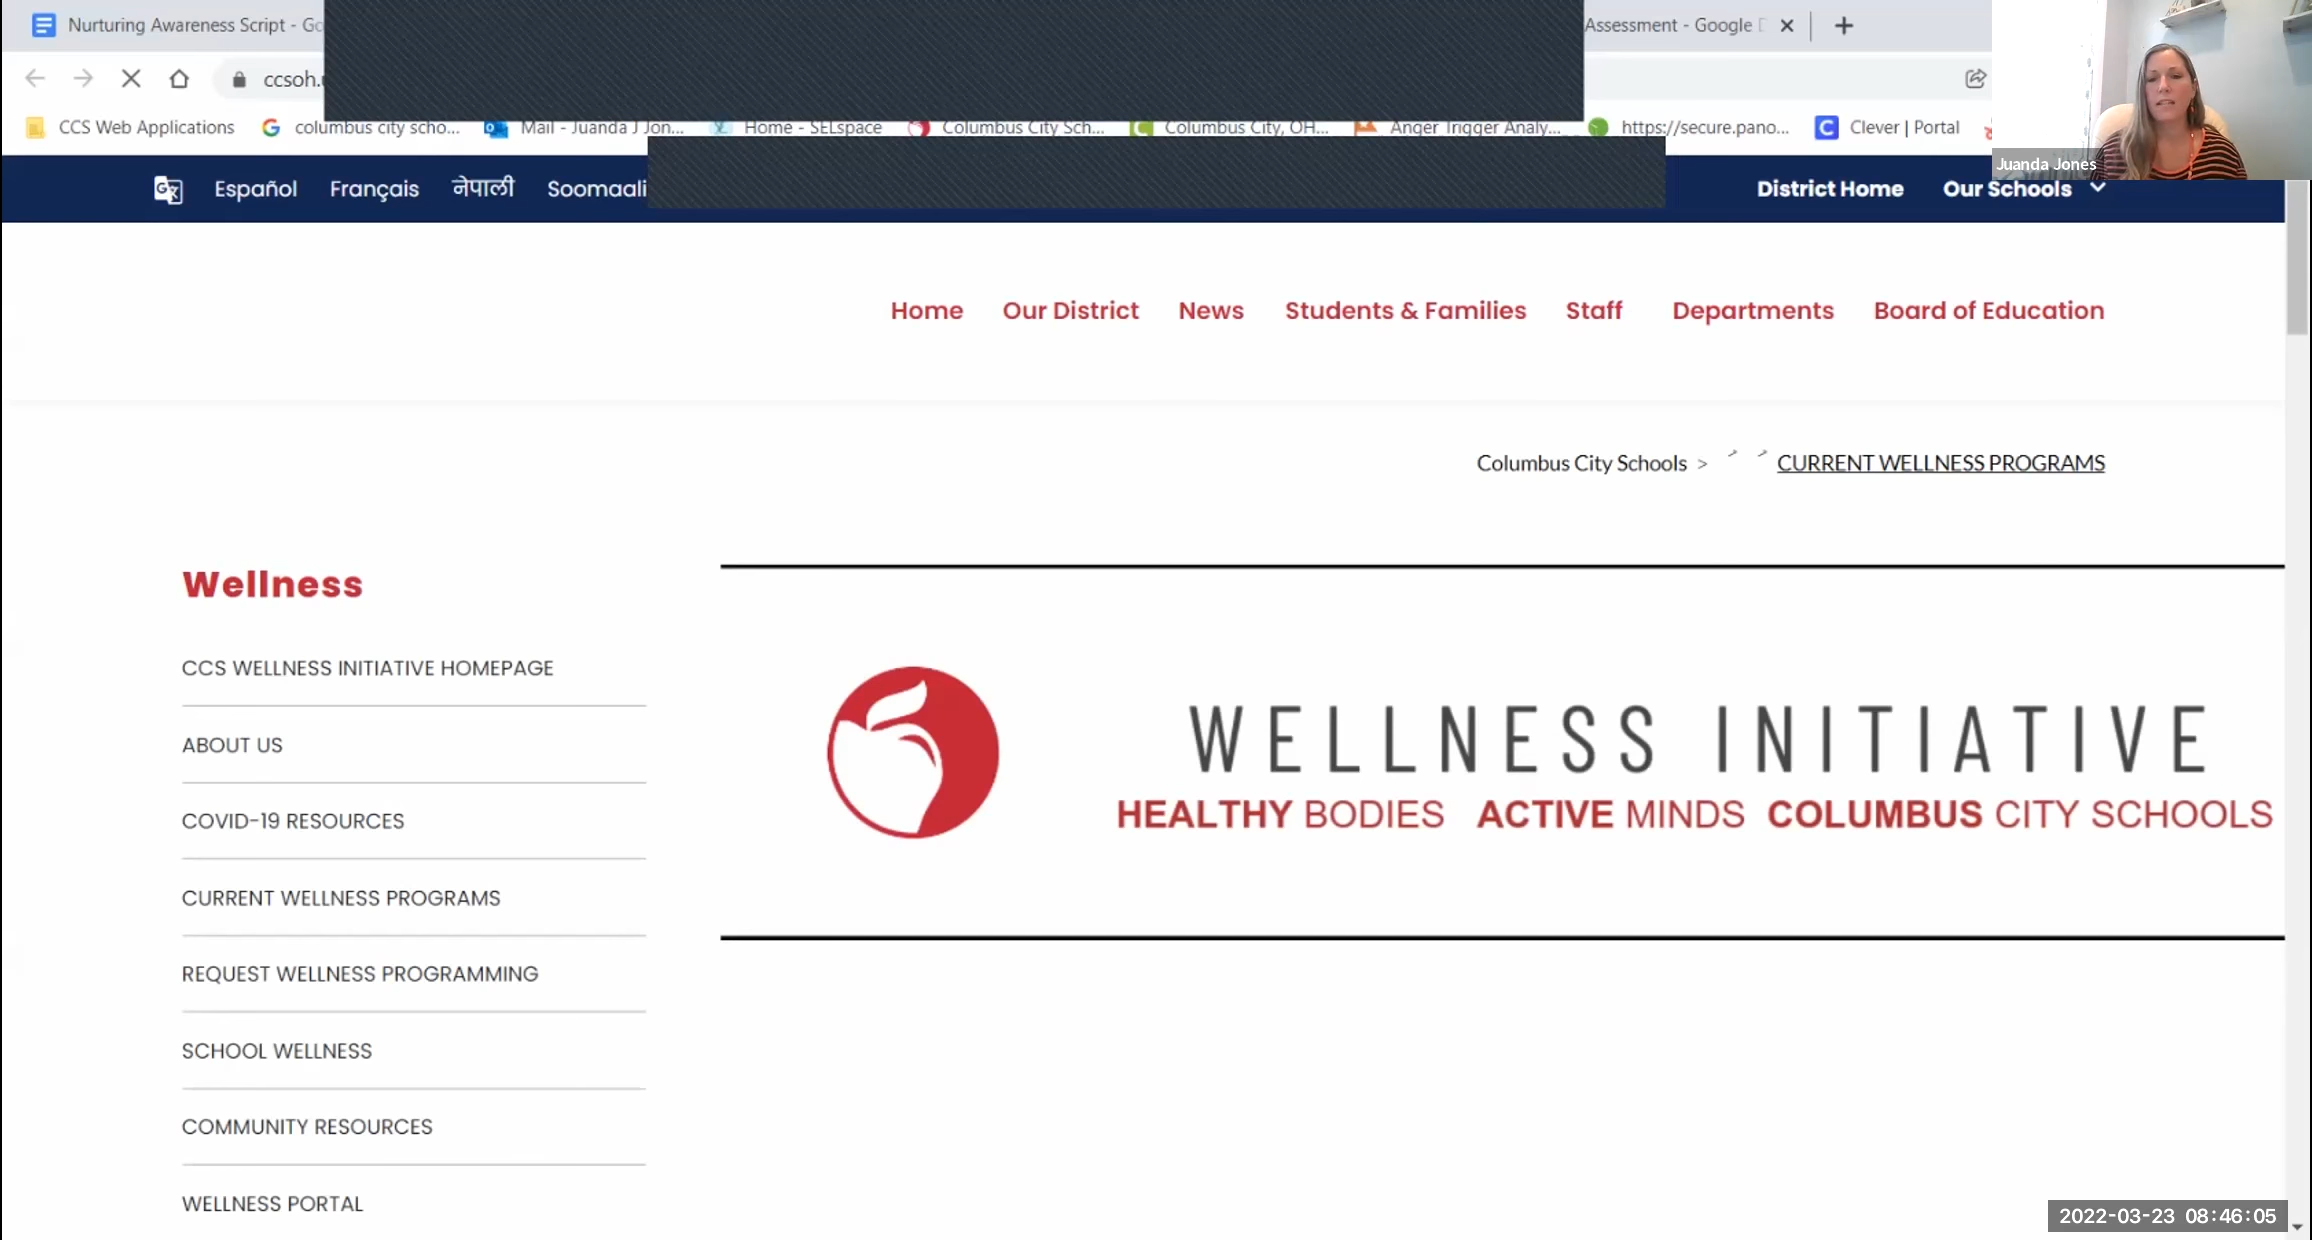 Nurturing Awareness Script - Go
Assessment - Google D
ccsoh.
CCS Web Applications
columbus city scho...
Mail - Juanda J Jon...
Home - SELspace
Columbus City Sch...
Columbus City, OH...
Anger Trigger Analy...
https://secure.pano...
Clever | Portal
Juanda Jones
Español Français नेपाली Soomaali
District Home Our Schools
Home Our District News Students & Families Staff Departments Board of Education
Columbus City Schools > CURRENT WELLNESS PROGRAMS
Wellness
CCS WELLNESS INITIATIVE HOMEPAGE
ABOUT US
COVID-19 RESOURCES
CURRENT WELLNESS PROGRAMS
REQUEST WELLNESS PROGRAMMING
SCHOOL WELLNESS
COMMUNITY RESOURCES
WELLNESS PORTAL
WELLNESS INITIATIVE
HEALTHY BODIES ACTIVE MINDS COLUMBUS CITY SCHOOLS
2022-03-23 08:46:05